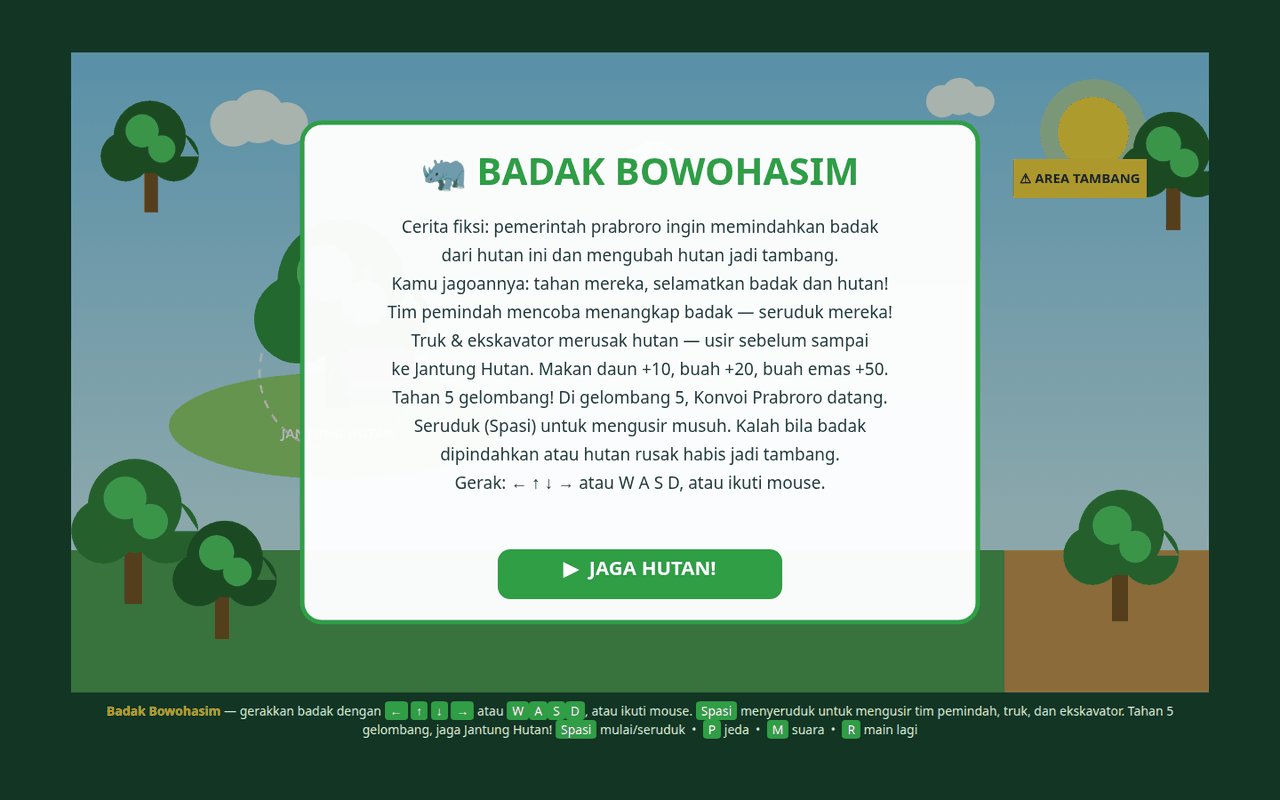 ⚠ AREA TAMBANG
🦏 BADAK BOWOHASIM
Cerita fiksi: pemerintah prabroro ingin memindahkan badak
dari hutan ini dan mengubah hutan jadi tambang.
Kamu jagoannya: tahan mereka, selamatkan badak dan hutan!
Tim pemindah mencoba menangkap badak — seruduk mereka!
Truk & ekskavator merusak hutan — usir sebelum sampai
ke Jantung Hutan. Makan daun +10, buah +20, buah emas +50.
Tahan 5 gelombang! Di gelombang 5, Konvoi Prabroro datang.
Seruduk (Spasi) untuk mengusir musuh. Kalah bila badak
dipindahkan atau hutan rusak habis jadi tambang.
Gerak: ← ↑ ↓ → atau W A S D, atau ikuti mouse.
▶ JAGA HUTAN!
Badak Bowohasim — gerakkan badak dengan ← ↑ ↓ → atau W A S D, atau ikuti mouse. Spasi menyeruduk untuk mengusir tim pemindah, truk, dan ekskavator. Tahan 5
gelombang, jaga Jantung Hutan! Spasi mulai/seruduk • P jeda • M suara • R main lagi